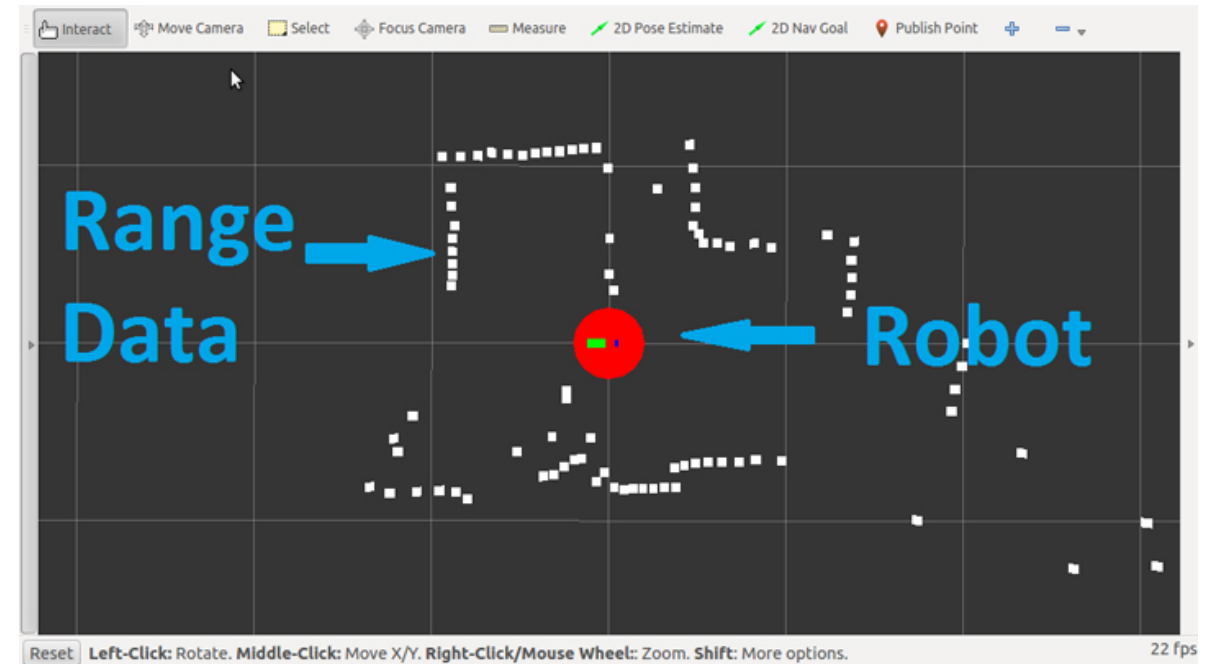 Interact Move Camera Select Focus Camera Measure 2D Pose Estimate 2D Nav Goal Publish Point
Range
Data
Robot
Reset Left-Click: Rotate. Middle-Click: Move X/Y. Right-Click/Mouse Wheel:: Zoom. Shift: More options. 22 fps